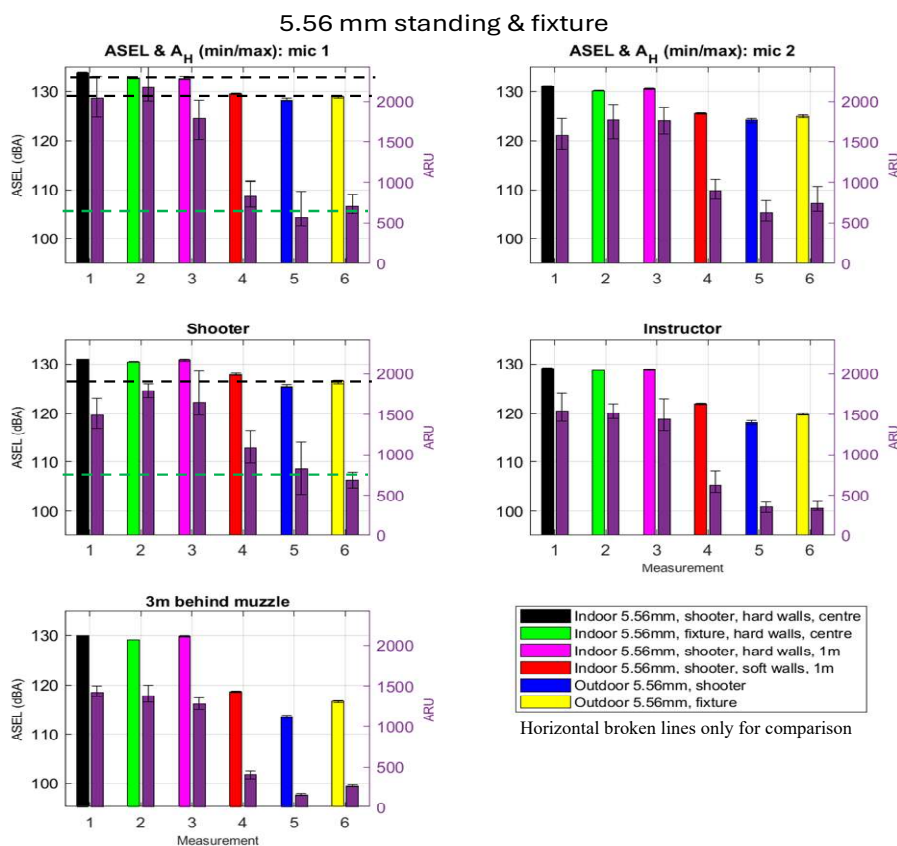 5.56 mm standing & fixture
ASEL & A_H (min/max): mic 1
ASEL (dBA)
130
120
110
100
2000
1500
1000
500
0
ARU
1 2 3 4 5 6
ASEL & A_H (min/max): mic 2
130
120
110
100
2000
1500
1000
500
0
ARU
1 2 3 4 5 6
Shooter
ASEL (dBA)
130
120
110
100
2000
1500
1000
500
0
ARU
1 2 3 4 5 6
Instructor
130
120
110
100
2000
1500
1000
500
0
ARU
1 2 3 4 5 6
Measurement
3m behind muzzle
ASEL (dBA)
130
120
110
100
2000
1500
1000
500
0
ARU
1 2 3 4 5 6
Measurement
Indoor 5.56mm, shooter, hard walls, centre
Indoor 5.56mm, fixture, hard walls, centre
Indoor 5.56mm, shooter, hard walls, 1m
Indoor 5.56mm, shooter, soft walls, 1m
Outdoor 5.56mm, shooter
Outdoor 5.56mm, fixture
Horizontal broken lines only for comparison